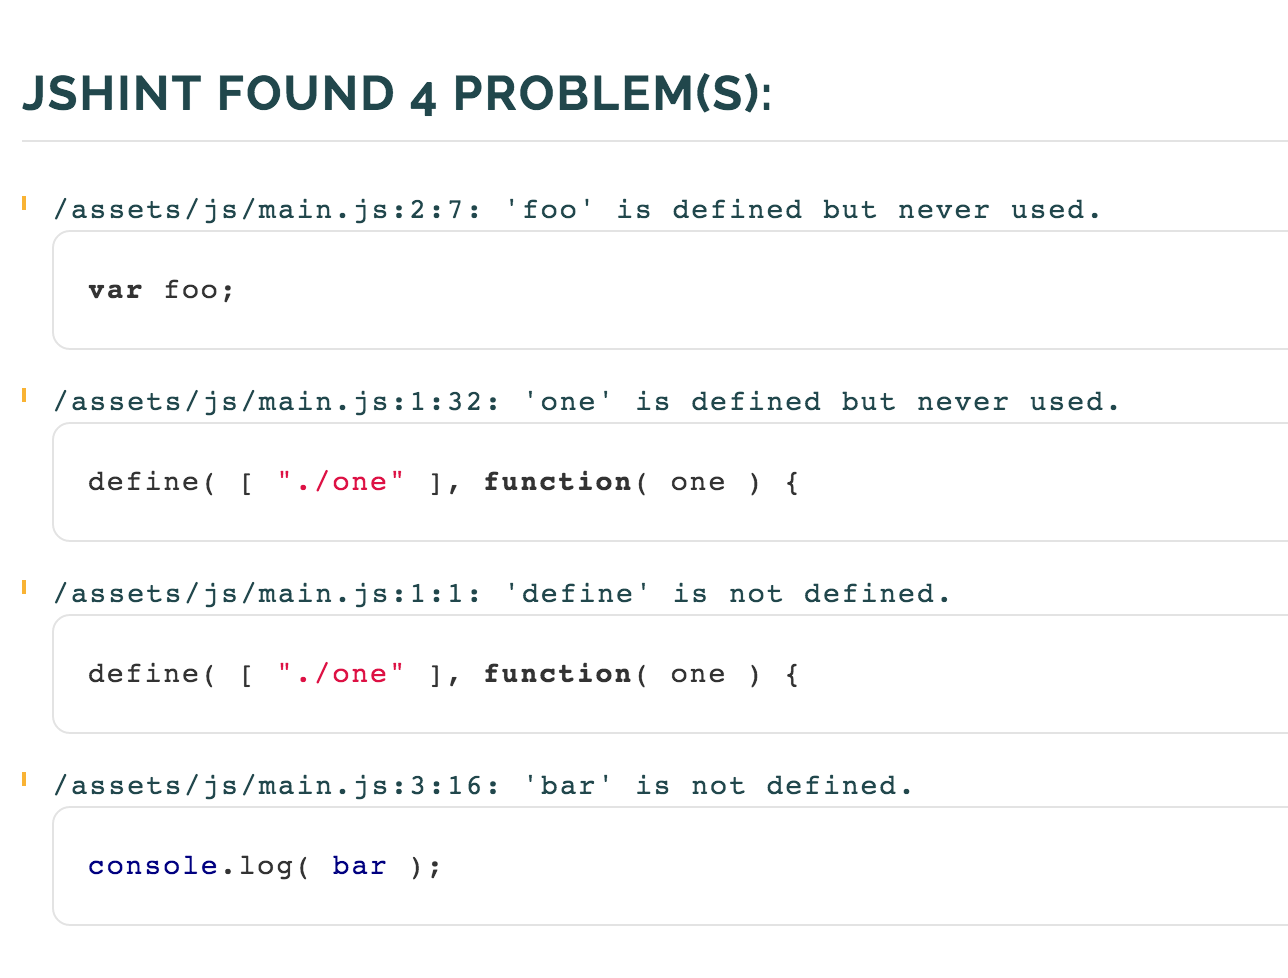 JSHINT FOUND 4 PROBLEM(S):
/assets/js/main.js:2:7: 'foo' is defined but never used.
var foo;
/assets/js/main.js:1:32: 'one' is defined but never used.
define( [ "./one" ], function( one ) {
/assets/js/main.js:1:1: 'define' is not defined.
define( [ "./one" ], function( one ) {
/assets/js/main.js:3:16: 'bar' is not defined.
console.log( bar );